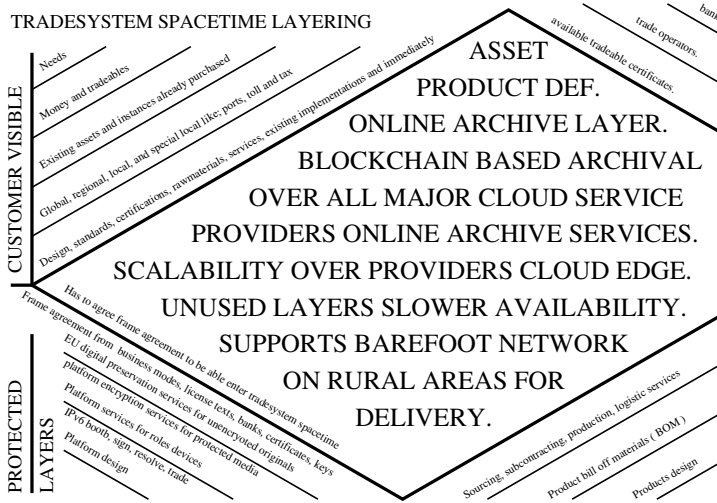 TRADESYSTEM SPACETIME LAYERING
CUSTOMER VISIBLE
Needs
Money and tradeables
Existing assets and instances already purchased
Global, regional, local, and special local like; ports, toll and tax
Design, standards, certifications, rawmaterials, services, existing implementations and immediately
available tradeable certificates.
trade operators.
bank
ASSET
PRODUCT DEF.
ONLINE ARCHIVE LAYER.
BLOCKCHAIN BASED ARCHIVAL
OVER ALL MAJOR CLOUD SERVICE
PROVIDERS ONLINE ARCHIVE SERVICES.
SCALABILITY OVER PROVIDERS CLOUD EDGE.
UNUSED LAYERS SLOWER AVAILABILITY.
SUPPORTS BAREFOOT NETWORK
ON RURAL AREAS FOR
DELIVERY.
PROTECTED
LAYERS
Has to agree frame agreement to be able enter tradesystem spacetime
Frame agreement from btusiness modes, license texts, banks, certificates, keys
EU digital preservation services for unencryoted originals
platform encryption services for protected media
Platform services for roles devices
IPv6 bootb, sign, resolve, trade
Platform design
Sourcing, subcontracting, production, logistic services
Product bill off materials ( BOM )
Products design